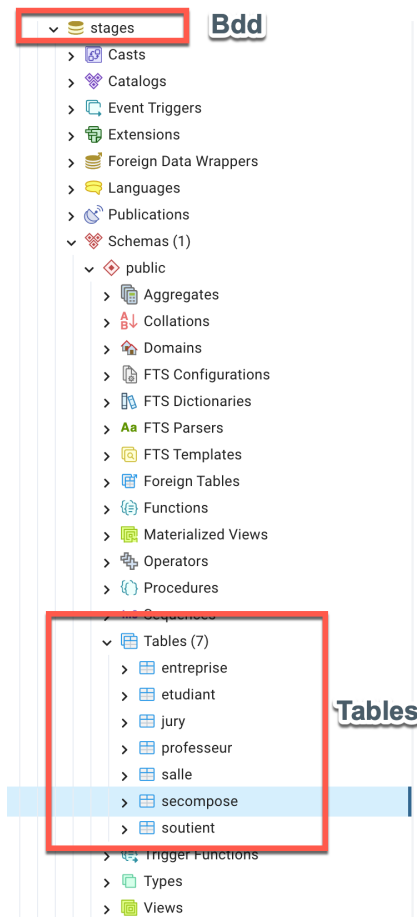 stages
Bdd
Casts
Catalogs
Event Triggers
Extensions
Foreign Data Wrappers
Languages
Publications
Schemas (1)
public
Aggregates
Collations
Domains
FTS Configurations
FTS Dictionaries
Aa FTS Parsers
FTS Templates
Foreign Tables
Functions
Materialized Views
Operators
Procedures
Sequences
Tables (7)
entreprise
etudiant
jury
professeur
salle
secompose
soutient
Tables
Trigger Functions
Types
Views